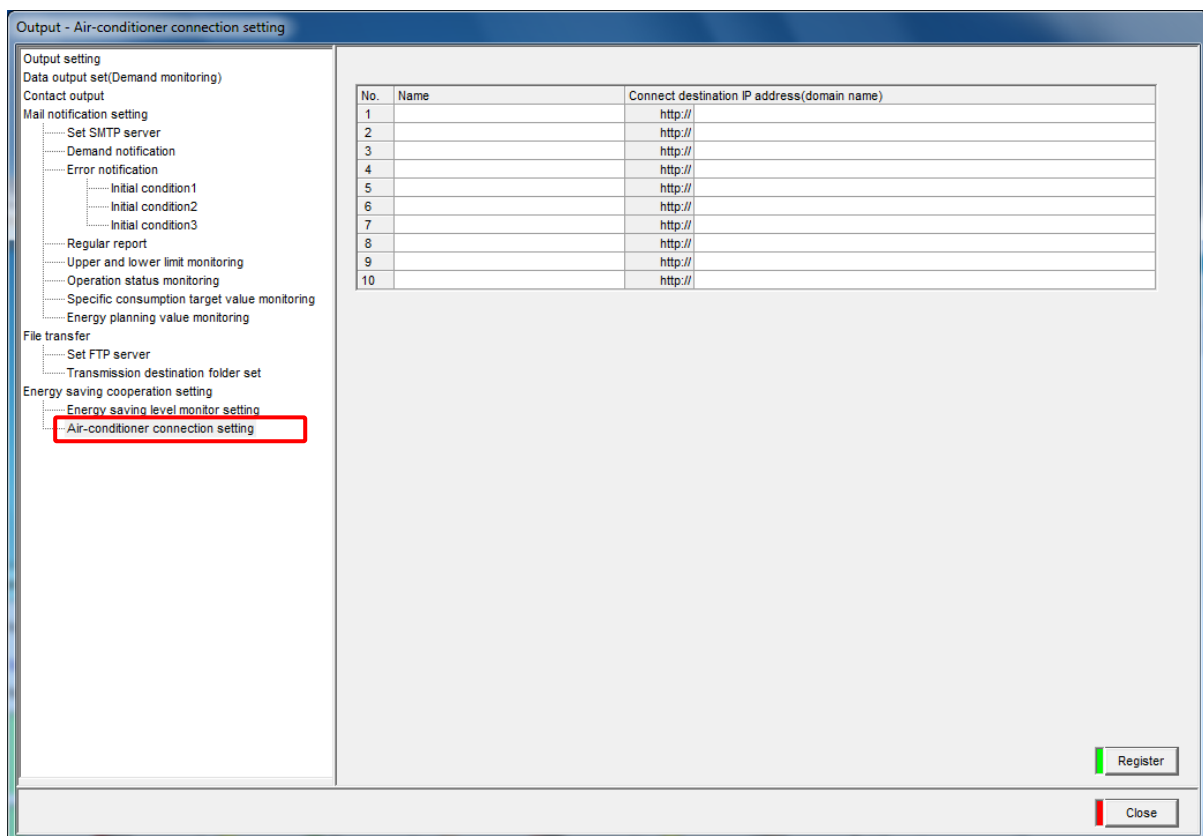 Output - Air-conditioner connection setting
Output setting
Data output set(Demand monitoring)
Contact output
Mail notification setting
Set SMTP server
Demand notification
Error notification
Initial condition1
Initial condition2
Initial condition3
Regular report
Upper and lower limit monitoring
Operation status monitoring
Specific consumption target value monitoring
Energy planning value monitoring
File transfer
Set FTP server
Transmission destination folder set
Energy saving cooperation setting
Energy saving level monitor setting
Air-conditioner connection setting
No. Name Connect destination IP address(domain name)
1 http://
2 http://
3 http://
4 http://
5 http://
6 http://
7 http://
8 http://
9 http://
10 http://
Register
Close